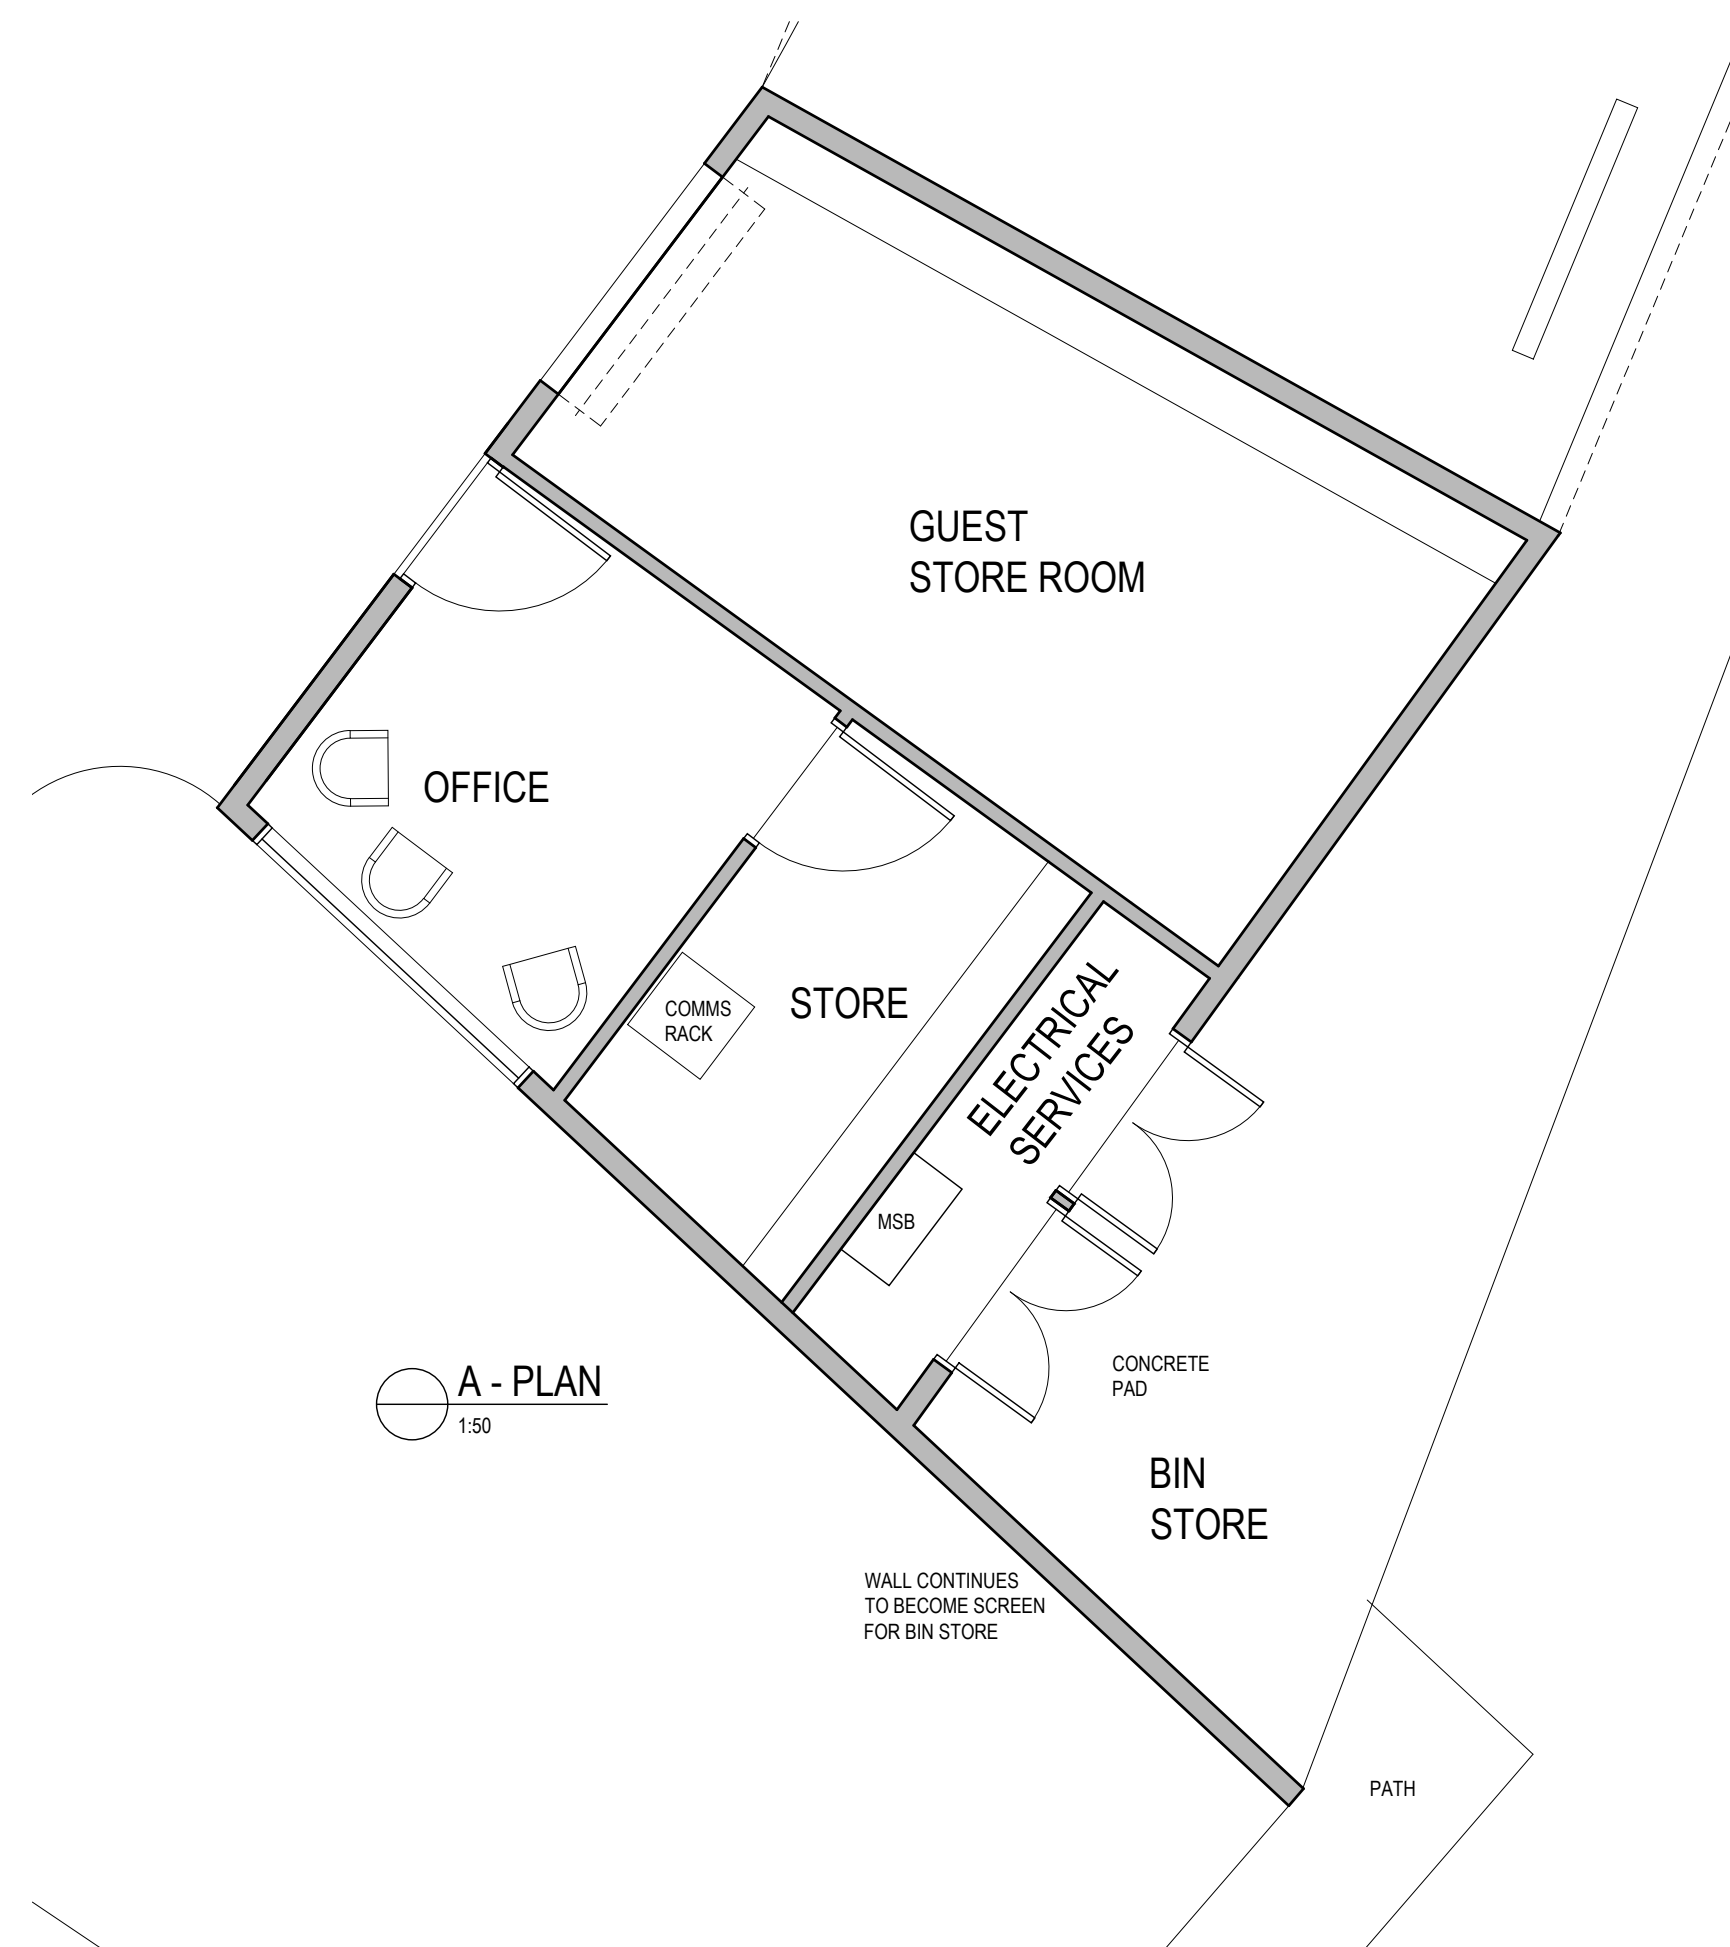 GUEST
STORE ROOM
OFFICE
COMMS
RACK
STORE
ELECTRICAL
SERVICES
MSB
A - PLAN
1:50
CONCRETE
PAD
BIN
STORE
WALL CONTINUES
TO BECOME SCREEN
FOR BIN STORE
PATH